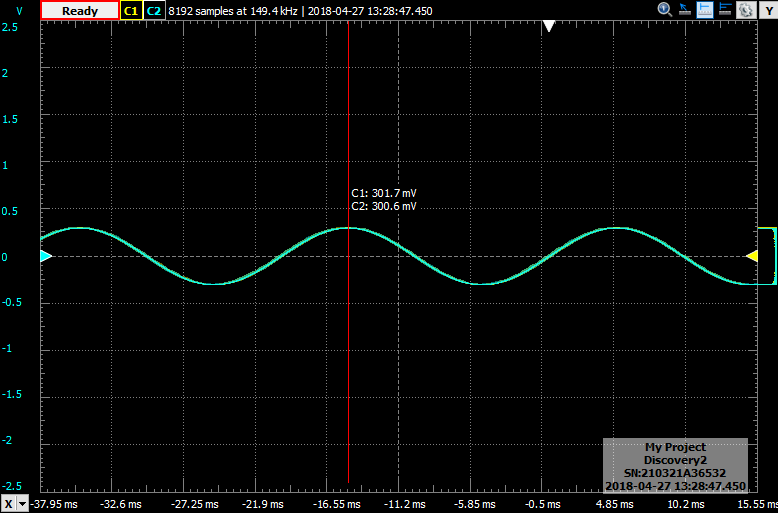 V Ready C1 C2 8192 samples at 149.4 kHz | 2018-04-27 13:28:47.450 Y
2.5
2
1.5
1
C1: 301.7 mV
C2: 300.6 mV
0.5
0
-0.5
-1
-1.5
-2
My Project
Discovery2
SN:210321A36532
2018-04-27 13:28:47.450
-2.5
X -37.95 ms -32.6 ms -27.25 ms -21.9 ms -16.55 ms -11.2 ms -5.85 ms -0.5 ms 4.85 ms 10.2 ms 15.55 ms